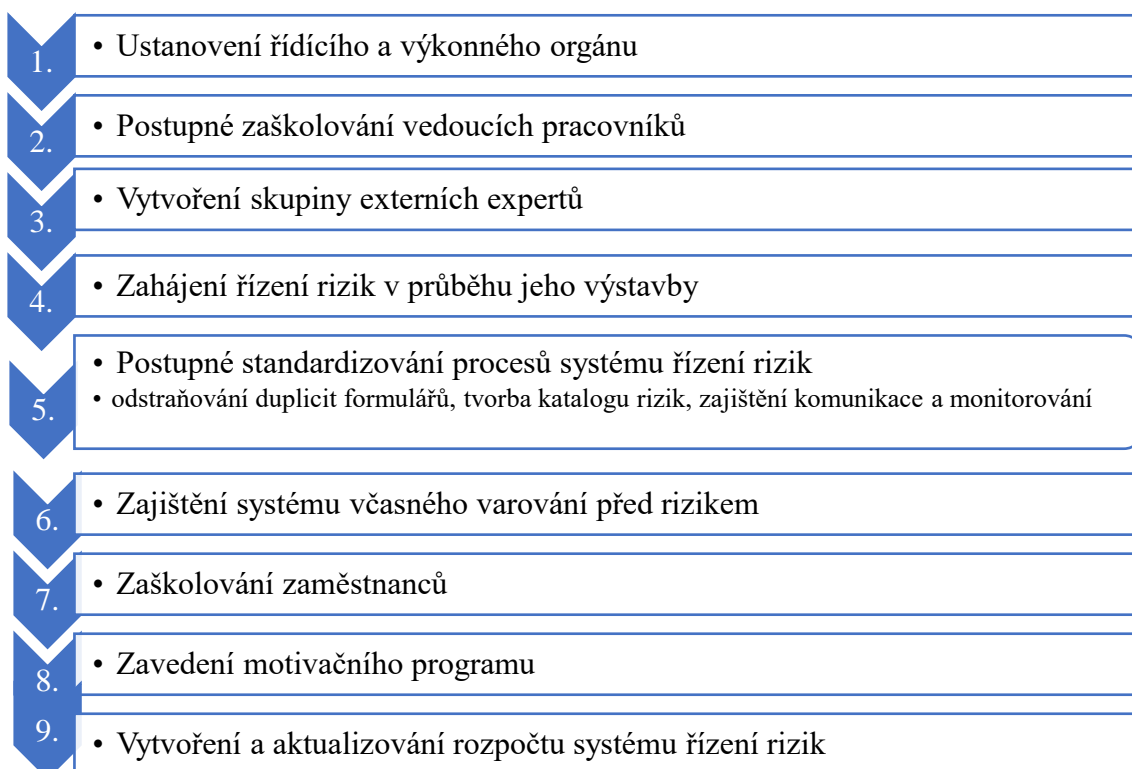 1.
• Ustanovení řídícího a výkonného orgánu
2.
• Postupné zaškolování vedoucích pracovníků
3.
• Vytvoření skupiny externích expertů
4.
• Zahájení řízení rizik v průběhu jeho výstavby
5.
• Postupné standardizování procesů systému řízení rizik
• odstraňování duplicit formulářů, tvorba katalogu rizik, zajištění komunikace a monitorování
6.
• Zajištění systému včasného varování před rizikem
7.
• Zaškolování zaměstnanců
8.
• Zavedení motivačního programu
9.
• Vytvoření a aktualizování rozpočtu systému řízení rizik